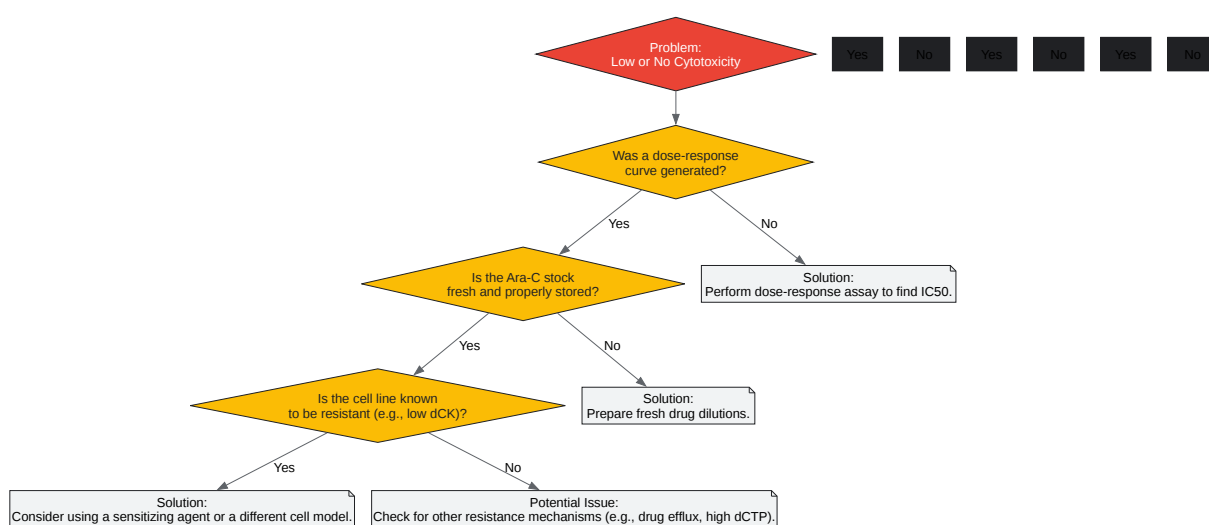 Problem:
Low or No Cytotoxicity
Yes
No
Yes
No
Yes
No
Was a dose-response
curve generated?
Yes
No
Is the Ara-C stock
fresh and properly stored?
Solution:
Perform dose-response assay to find IC50.
Yes
No
Is the cell line known
to be resistant (e.g., low dCK)?
Solution:
Prepare fresh drug dilutions.
Yes
No
Solution:
Consider using a sensitizing agent or a different cell model.
Potential Issue:
Check for other resistance mechanisms (e.g., drug efflux, high dCTP).